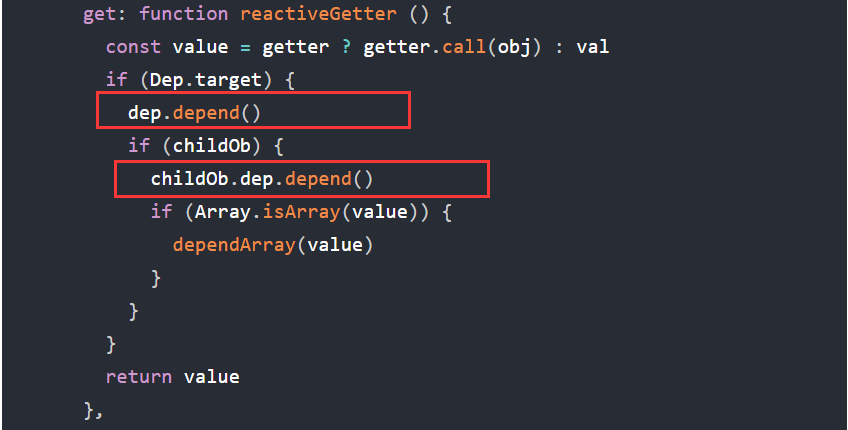 get: function reactiveGetter () {
const value = getter ? getter.call(obj) : val
if (Dep.target) {
dep.depend()
if (childOb) {
childOb.dep.depend()
if (Array.isArray(value)) {
dependArray(value)
}
}
}
return value
},